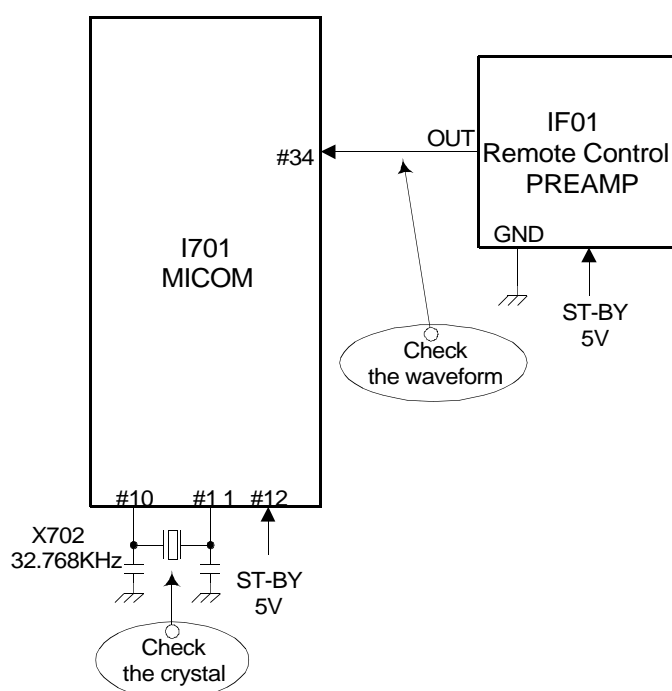 I701
MICOM
#34
OUT
IF01
Remote Control
PREAMP
GND
ST-BY
5V
Check
the waveform
#10
#1 1
#12
X702
32.768KHz
ST-BY
5V
Check
the crystal